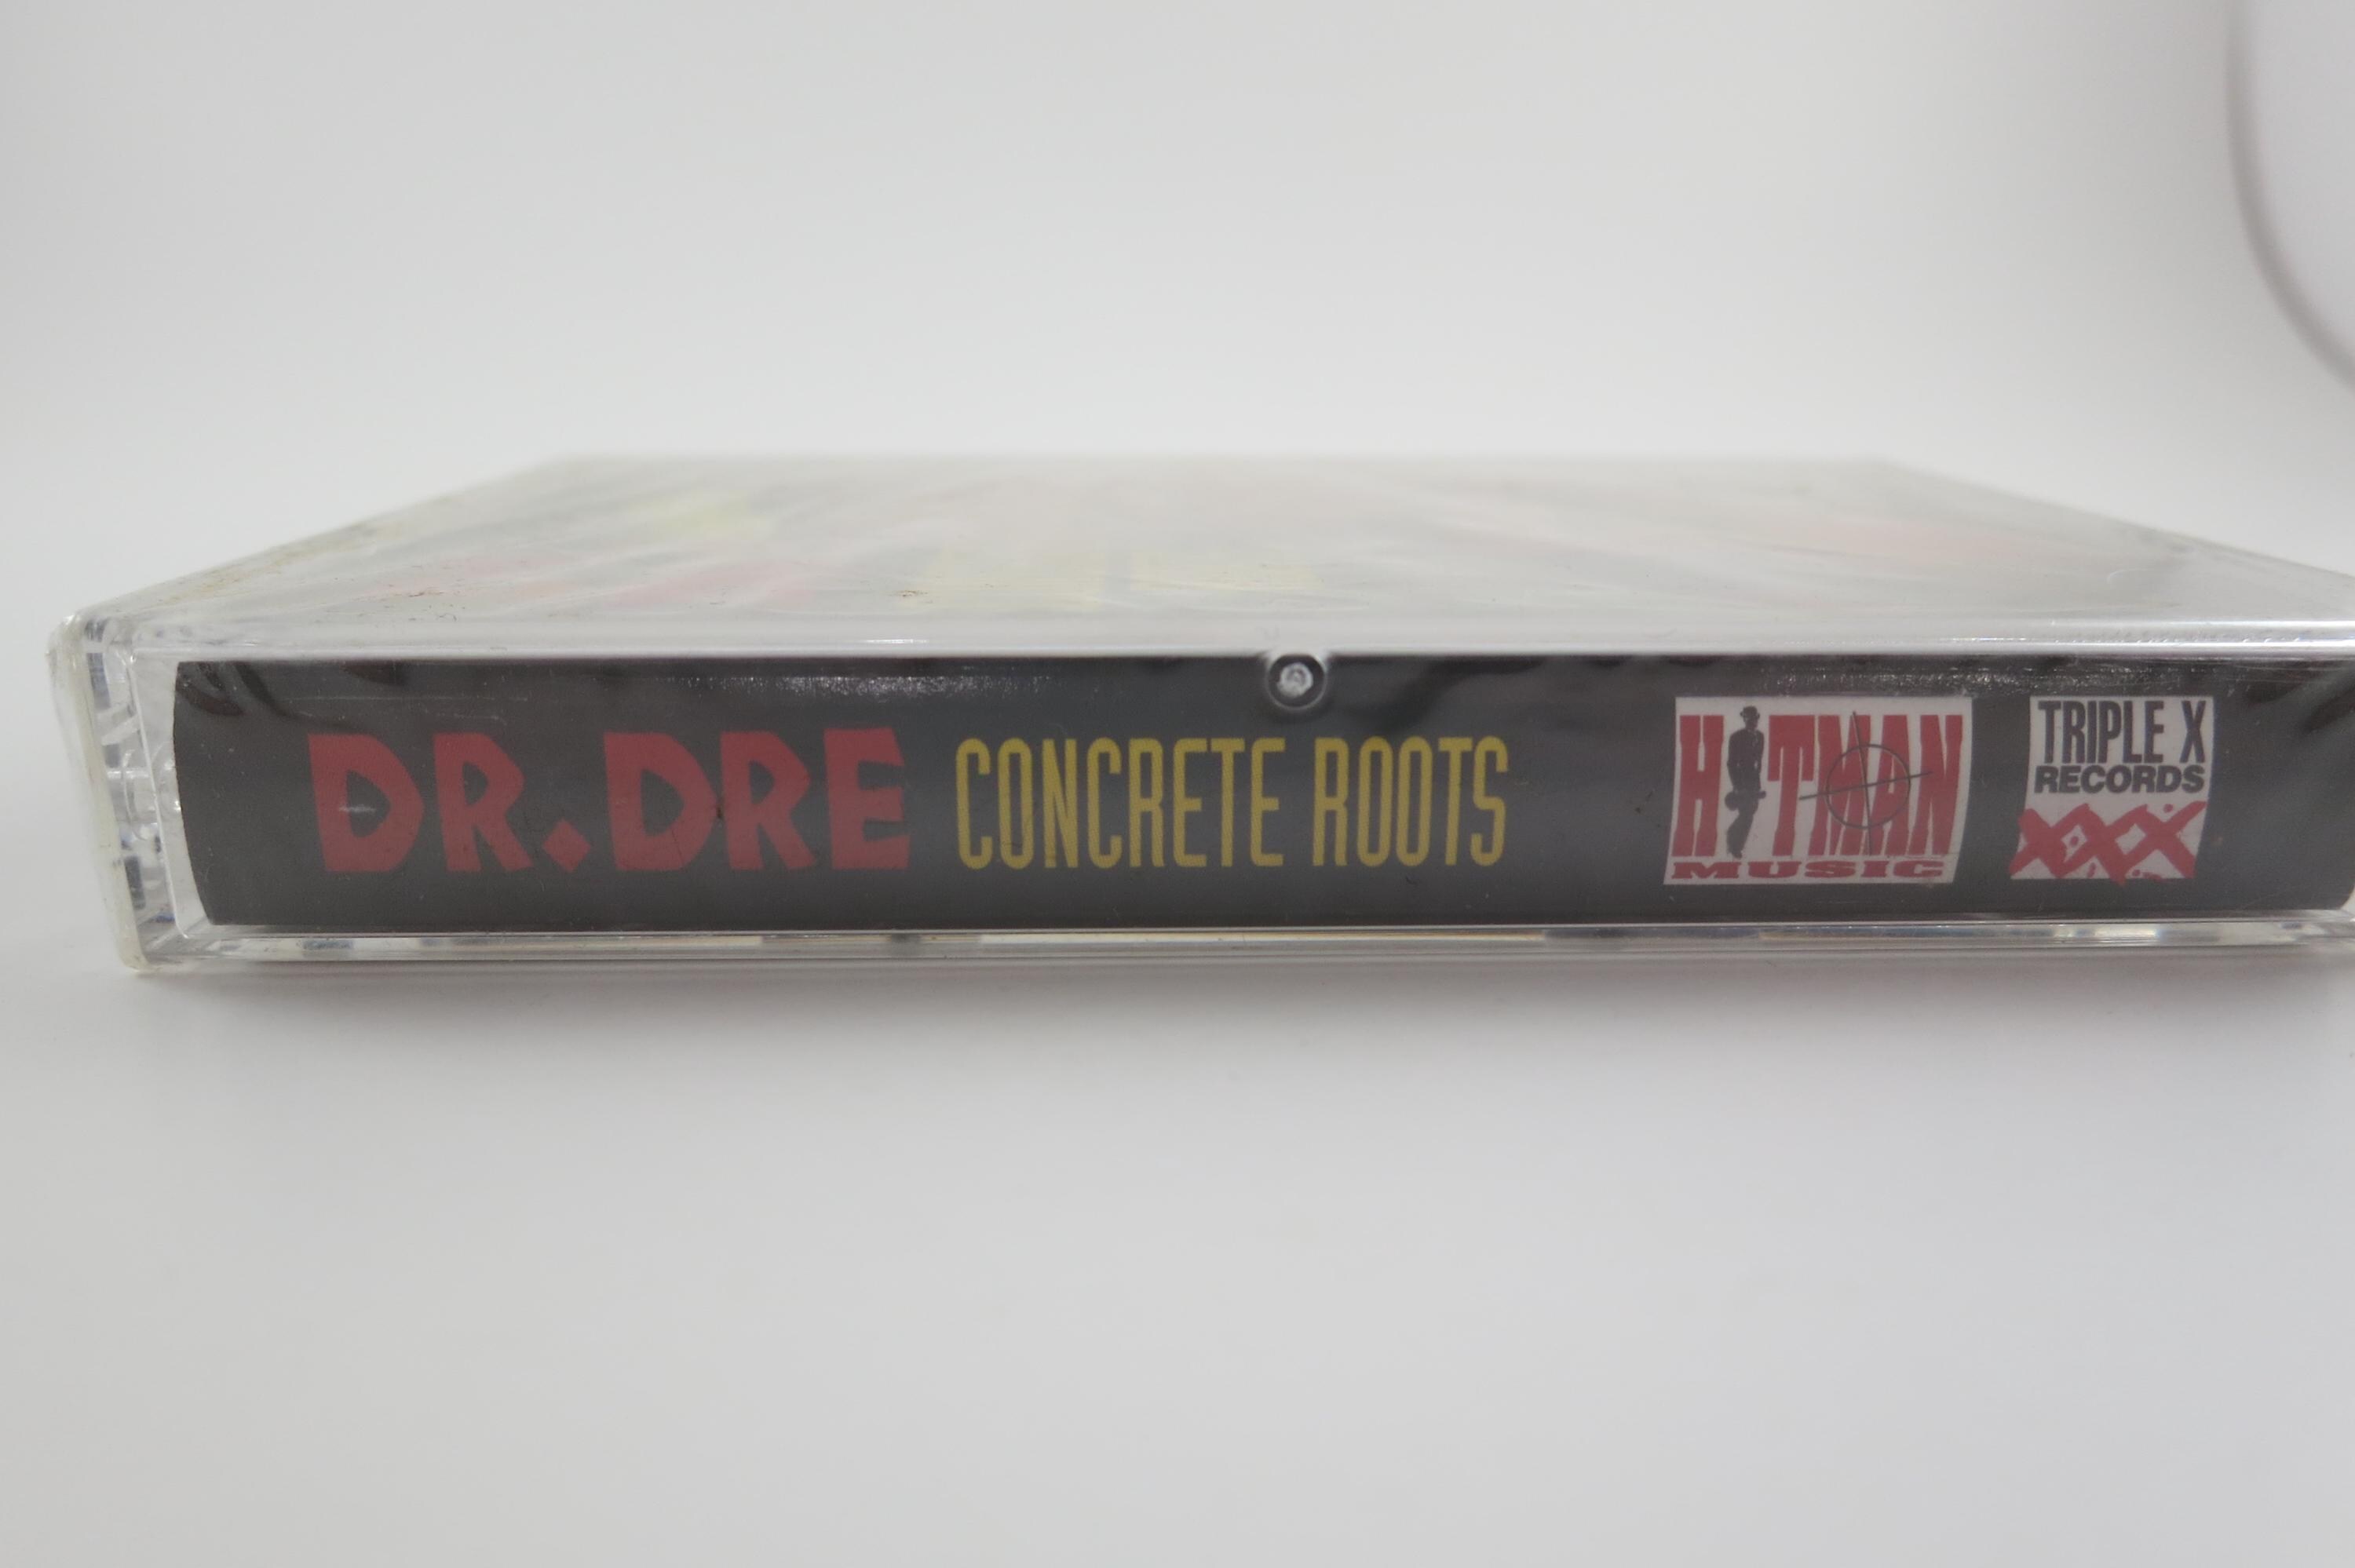 DR. DRE CONCRETE ROOTS
HITMAN
MUSIC
TRIPLE X
RECORDS
XXX